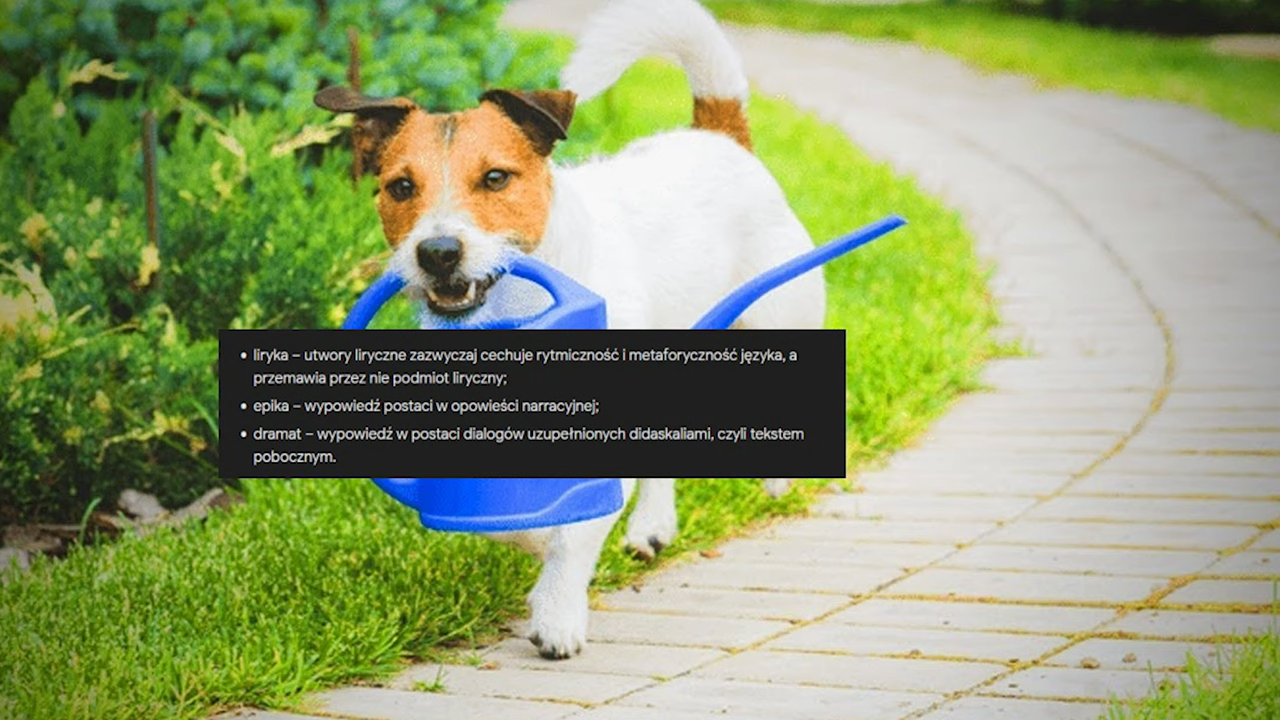 • liryka – utwory liryczne zazwyczaj cechuje rytmiczność i metaforyczność języka, a
przemawia przez nie podmiot liryczny;
• epika – wypowiedź postaci w opowieści narracyjnej;
• dramat – wypowiedź w postaci dialogów uzupełnionych didaskaliami, czyli tekstem
pobocznym.